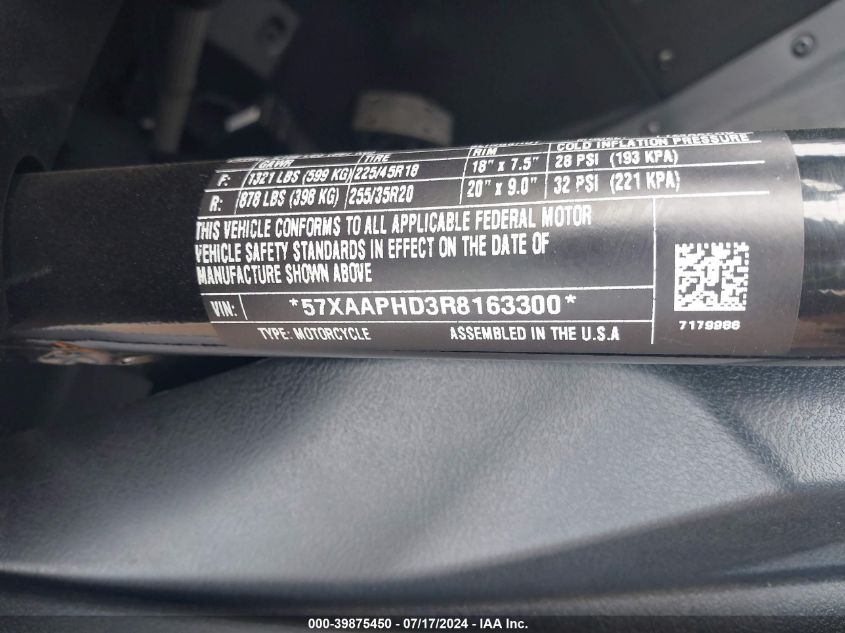 GAWR TIRE RIM COLD INFLATION PRESSURE
F: 1321 LBS (599 KG) 225/45R18 18" x 7.5" 28 PSI (193 KPA)
R: 878 LBS (398 KG) 255/35R20 20" x 9.0" 32 PSI (221 KPA)
THIS VEHICLE CONFORMS TO ALL APPLICABLE FEDERAL MOTOR
VEHICLE SAFETY STANDARDS IN EFFECT ON THE DATE OF
MANUFACTURE SHOWN ABOVE
VIN: *57XAAPHD3R8163300*
TYPE: MOTORCYCLE ASSEMBLED IN THE U.S.A
7179986
000-39875450 - 07/17/2024 - IAA Inc.